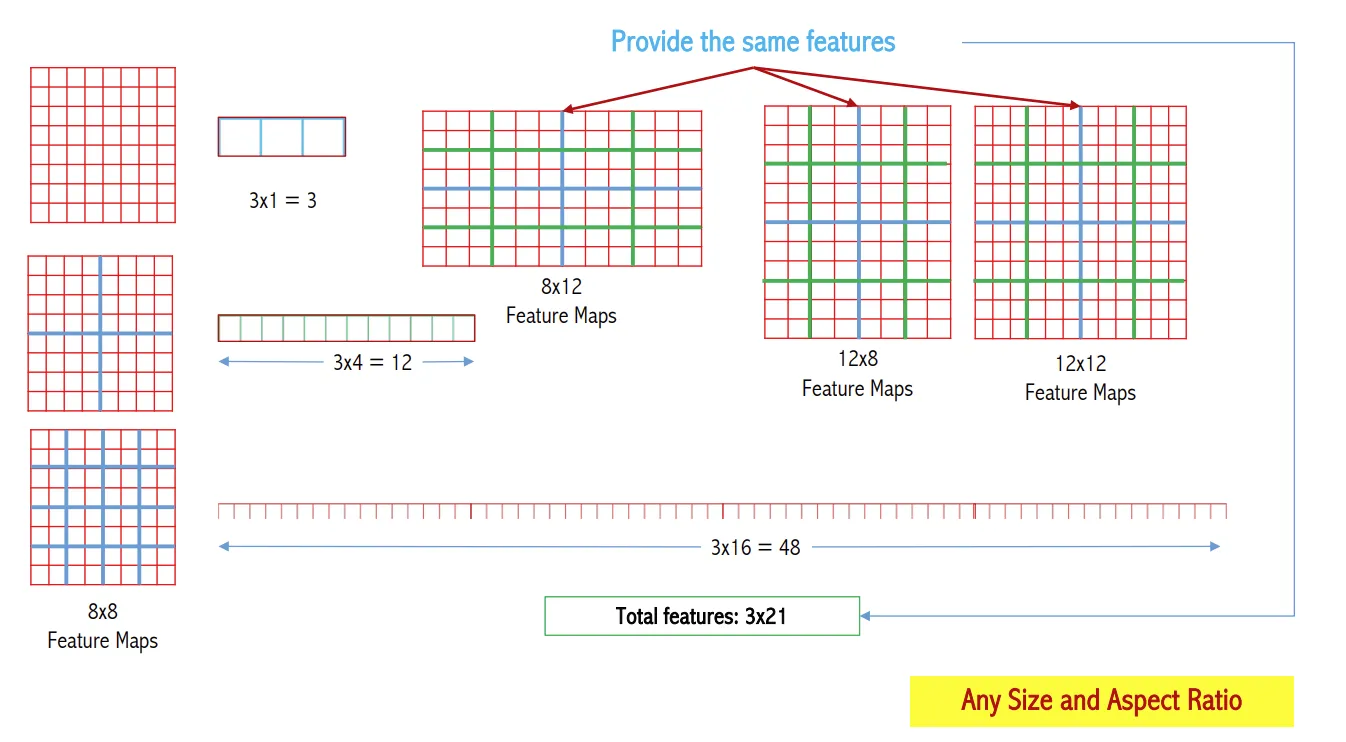 Provide the same features
3x1 = 3
8x12
Feature Maps
3x4 = 12
12x8
Feature Maps
12x12
Feature Maps
3x16 = 48
8x8
Feature Maps
Total features: 3x21
Any Size and Aspect Ratio